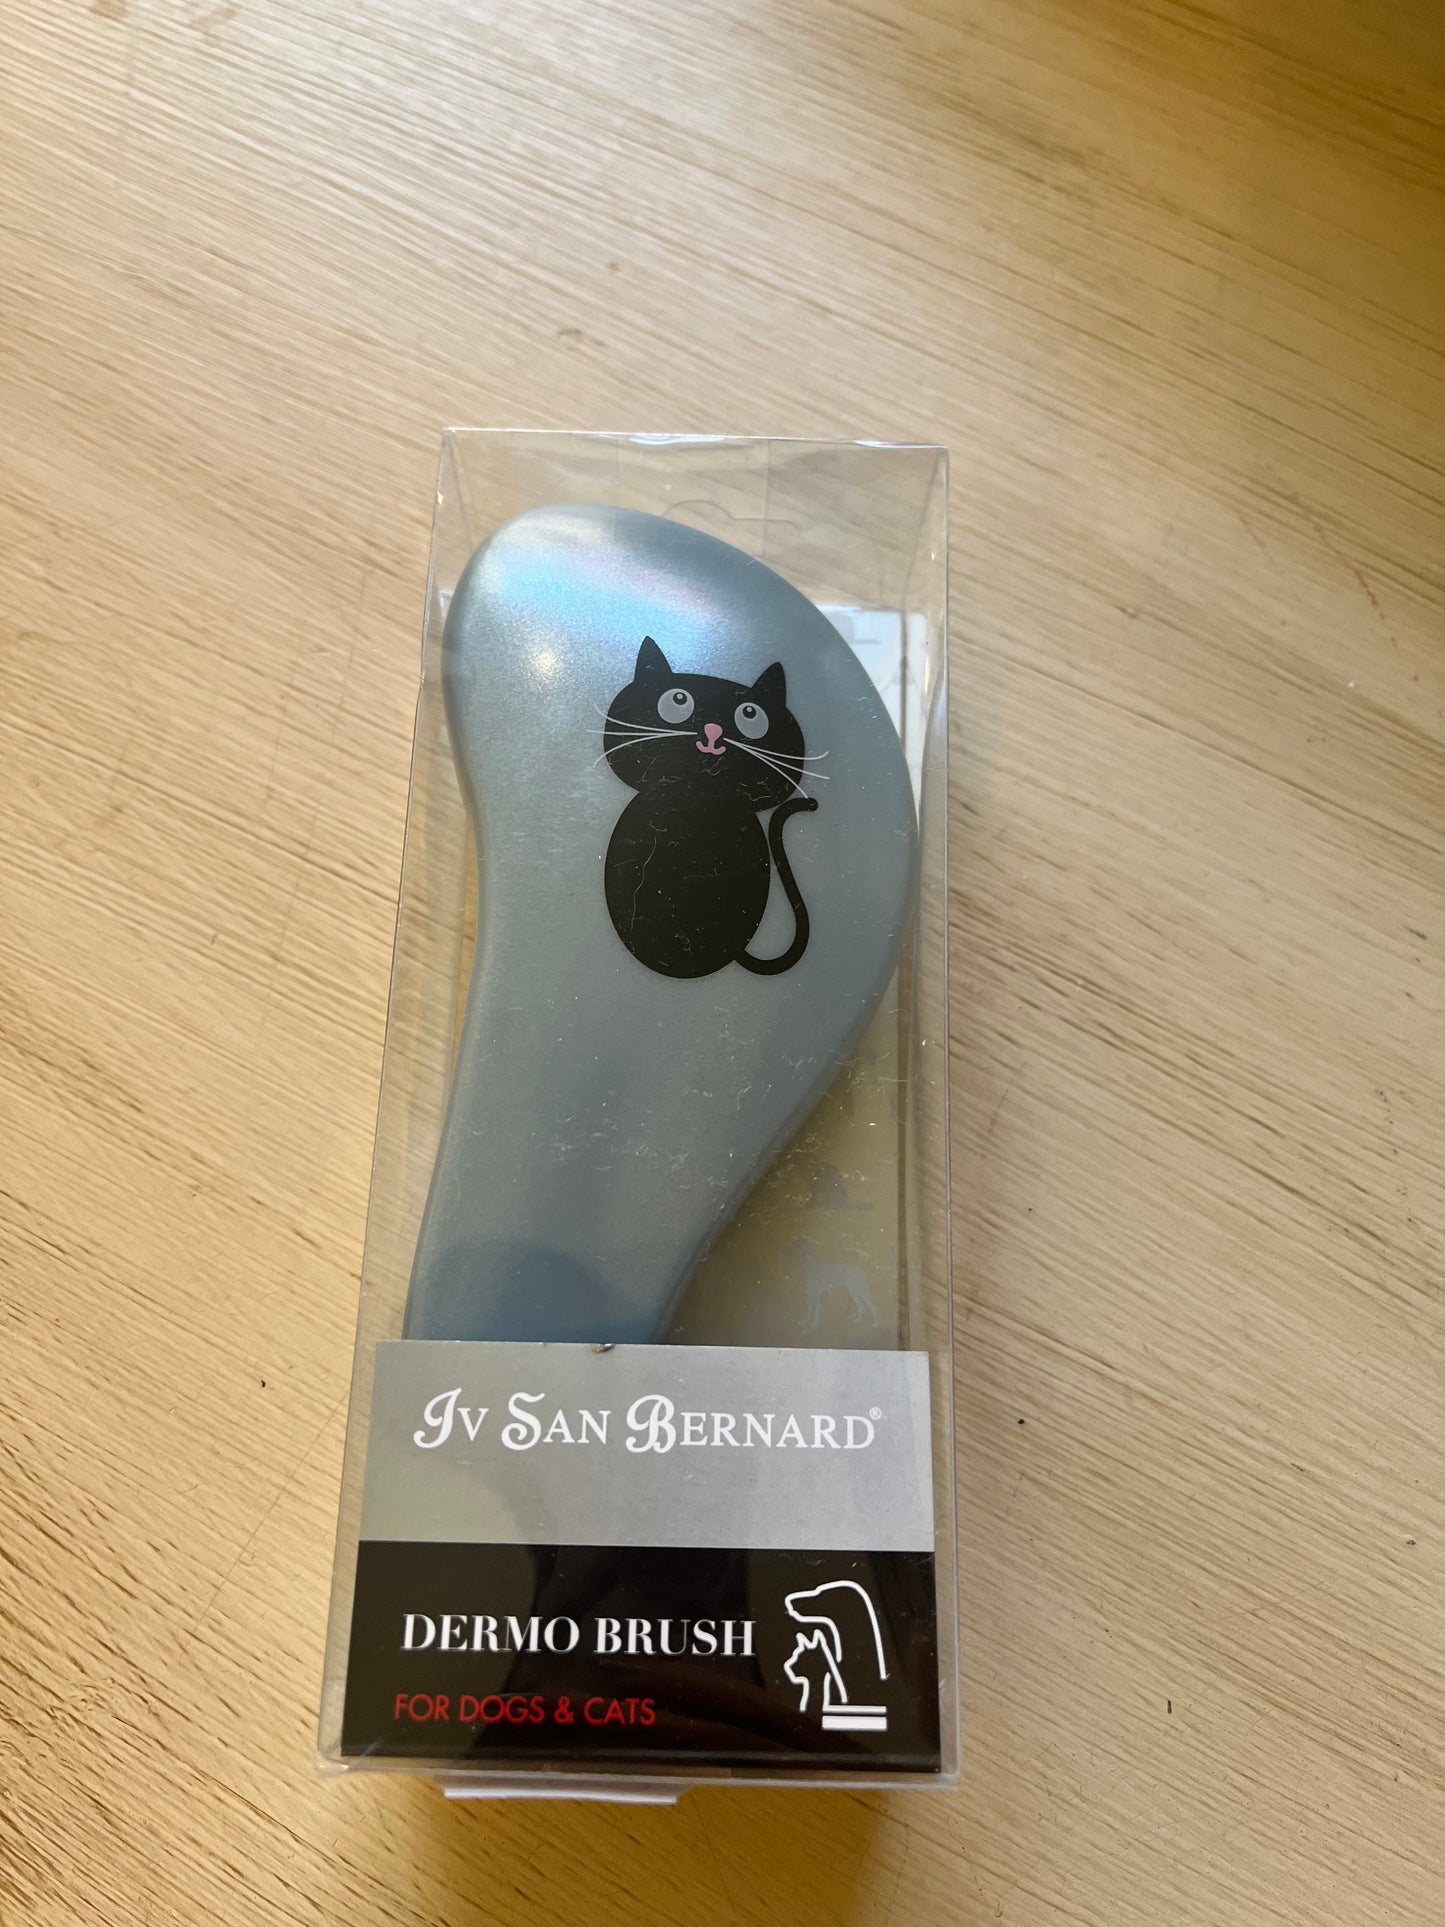 Iv San Bernard®
DERMO BRUSH
FOR DOGS & CATS